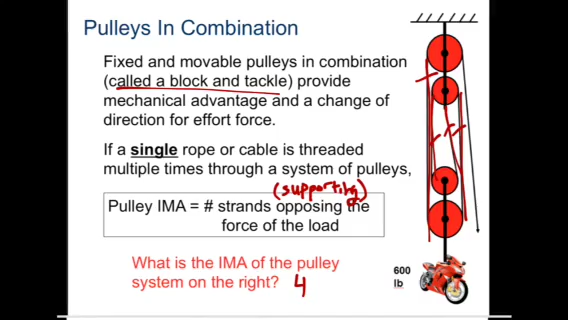 Pulleys In Combination
Fixed and movable pulleys in combination
(called a block and tackle) provide
mechanical advantage and a change of
direction for effort force.
If a single rope or cable is threaded
multiple times through a system of pulleys,
(supporting)
Pulley IMA = # strands opposing the
force of the load
What is the IMA of the pulley
system on the right? 4
600
lb